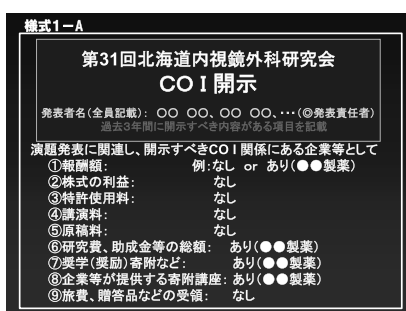 様式1－A
第31回北海道内視鏡外科研究会
COI開示
発表者名(全員記載): ○○ ○○、○○ ○○、･･･(◎発表責任者)
過去3年間に開示すべき内容がある項目を記載
演題発表に関連し、開示すべきCOI関係にある企業等として
①報酬額: 例:なし or あり(●●製薬)
②株式の利益: なし
③特許使用料: なし
④講演料: なし
⑤原稿料: なし
⑥研究費、助成金等の総額: あり(●●製薬)
⑦奨学(奨励)寄附など: あり(●●製薬)
⑧企業等が提供する寄附講座: あり(●●製薬)
⑨旅費、贈答品などの受領: なし